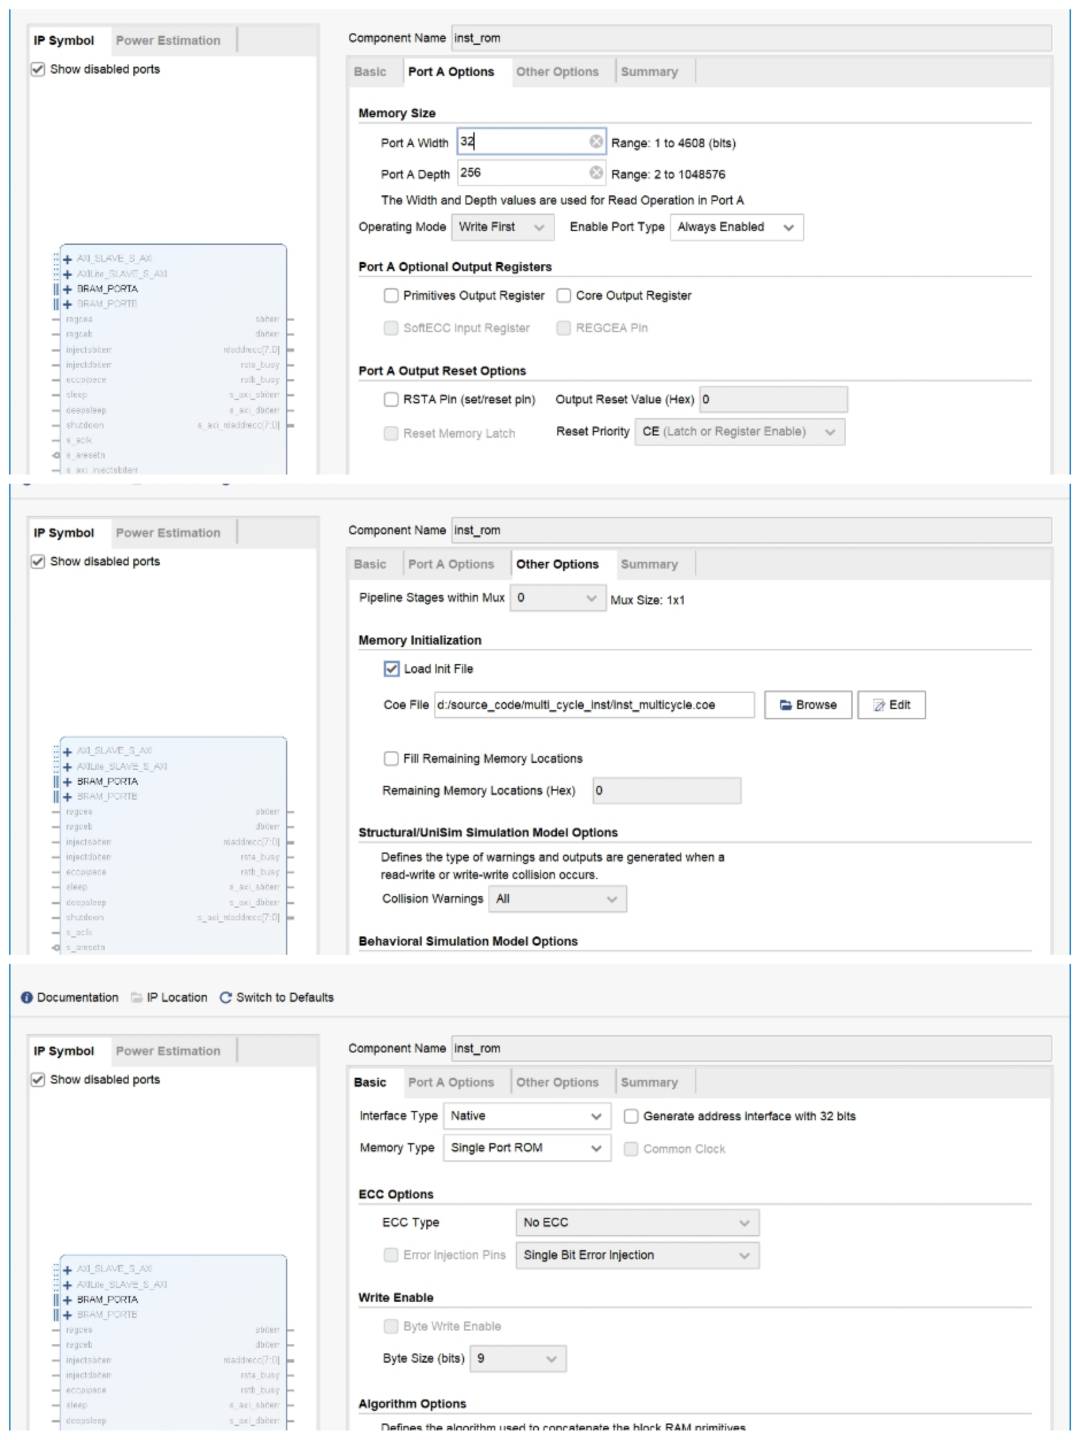 IP Symbol Power Estimation
Show disabled ports
+ AXI_SLAVE_S_AXI
+ AXILite_SLAVE_S_AXI
+ BRAM_PORTA
+ BRAM_PORTB
regcea sbiterr
regceb dbiterr
injectsbiterr rdaddrecc[7:0]
injectdbiterr rsta_busy
eccpipece rstb_busy
sleep s_axi_sbiterr
deepsleep s_axi_dbiterr
shutdown s_axi_rdaddrecc[7:0]
s_aclk
s_aresetn
s_axi_injectsbiterr
Component Name inst_rom
Basic Port A Options Other Options Summary
Memory Size
Port A Width 32 Range: 1 to 4608 (bits)
Port A Depth 256 Range: 2 to 1048576
The Width and Depth values are used for Read Operation in Port A
Operating Mode Write First Enable Port Type Always Enabled
Port A Optional Output Registers
Primitives Output Register Core Output Register
SoftECC Input Register REGCEA Pin
Port A Output Reset Options
RSTA Pin (set/reset pin) Output Reset Value (Hex) 0
Reset Memory Latch Reset Priority CE (Latch or Register Enable)
IP Symbol Power Estimation
Show disabled ports
+ AXI_SLAVE_S_AXI
+ AXILite_SLAVE_S_AXI
+ BRAM_PORTA
+ BRAM_PORTB
regcea sbiterr
regceb dbiterr
injectsbiterr rdaddrecc[7:0]
injectdbiterr rsta_busy
eccpipece rstb_busy
sleep s_axi_sbiterr
deepsleep s_axi_dbiterr
shutdown s_axi_rdaddrecc[7:0]
s_aclk
s_aresetn
Component Name inst_rom
Basic Port A Options Other Options Summary
Pipeline Stages within Mux 0 Mux Size: 1x1
Memory Initialization
Load Init File
Coe File d:/source_code/multi_cycle_inst/inst_multicycle.coe Browse Edit
Fill Remaining Memory Locations
Remaining Memory Locations (Hex) 0
Structural/UniSim Simulation Model Options
Defines the type of warnings and outputs are generated when a
read-write or write-write collision occurs.
Collision Warnings All
Behavioral Simulation Model Options
Documentation IP Location Switch to Defaults
IP Symbol Power Estimation
Show disabled ports
+ AXI_SLAVE_S_AXI
+ AXILite_SLAVE_S_AXI
+ BRAM_PORTA
+ BRAM_PORTB
regcea sbiterr
regceb dbiterr
injectsbiterr rdaddrecc[7:0]
injectdbiterr rsta_busy
eccpipece rstb_busy
sleep s_axi_sbiterr
deepsleep s_axi_dbiterr
Component Name inst_rom
Basic Port A Options Other Options Summary
Interface Type Native Generate address interface with 32 bits
Memory Type Single Port ROM Common Clock
ECC Options
ECC Type No ECC
Error Injection Pins Single Bit Error Injection
Write Enable
Byte Write Enable
Byte Size (bits) 9
Algorithm Options
Defines the algorithm used to concatenate the block RAM primitives.